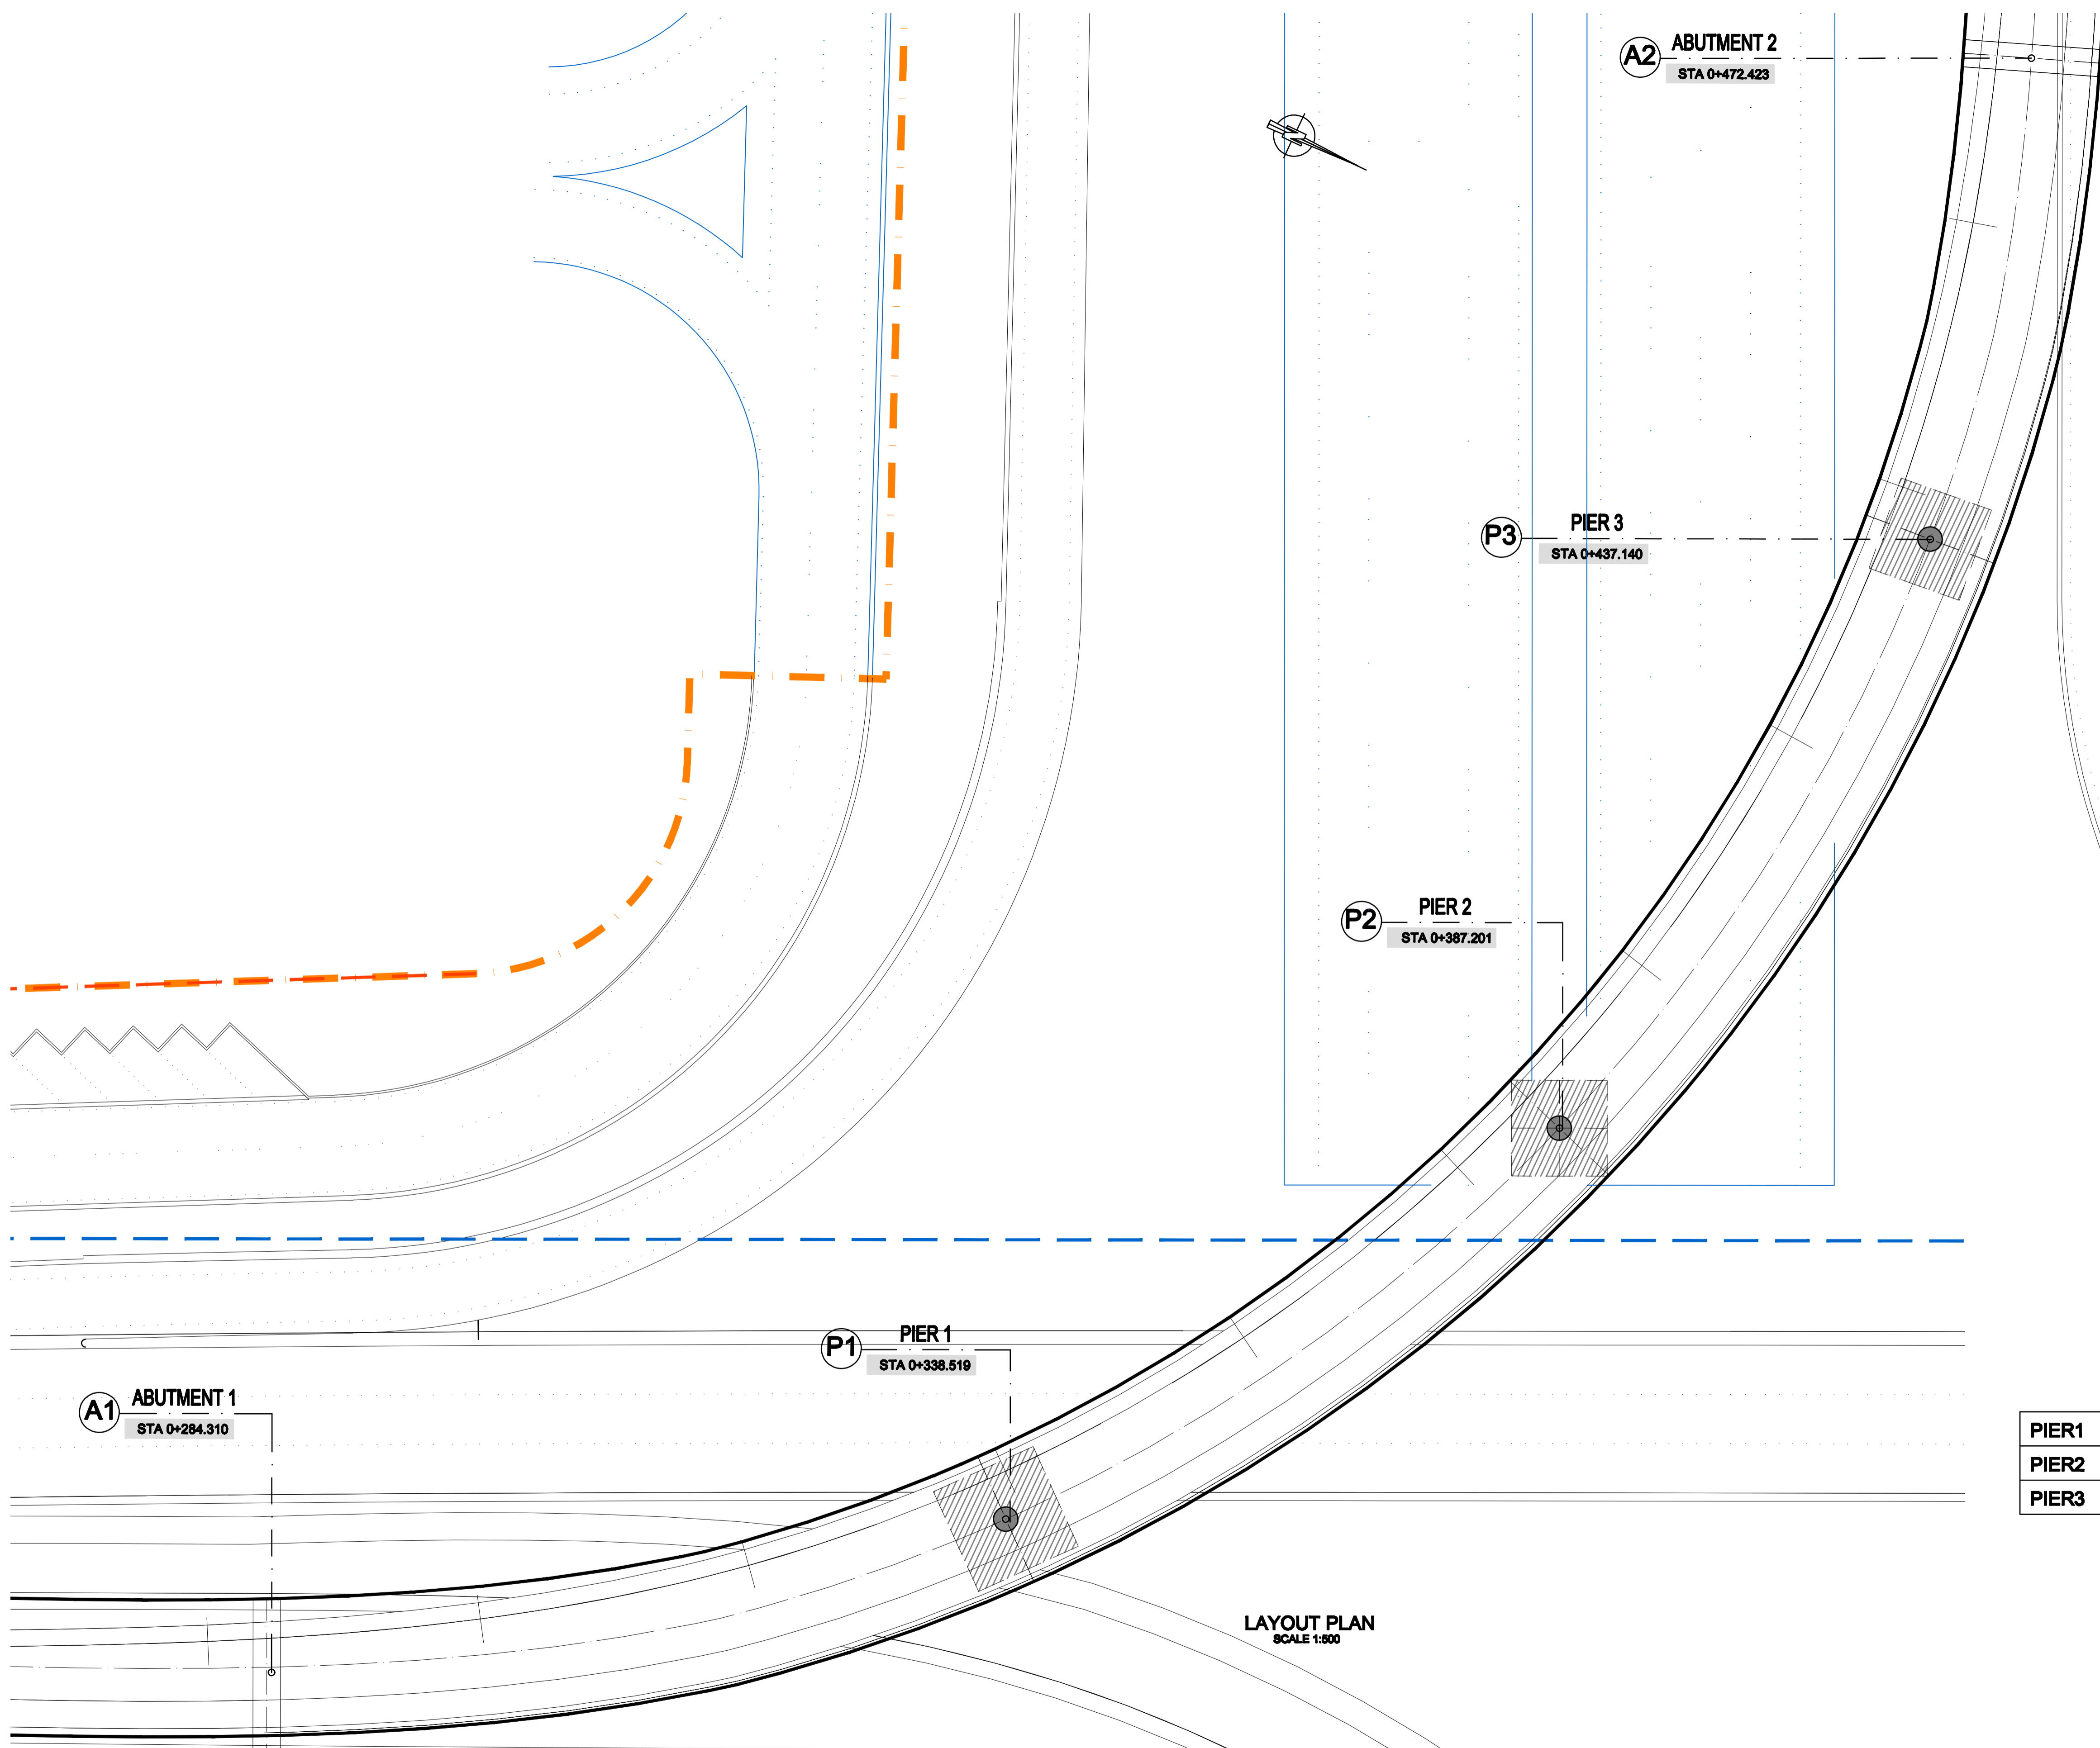 A2 ABUTMENT 2
STA 0+472.423
N
P3 PIER 3
STA 0+437.140
P2 PIER 2
STA 0+387.201
P1 PIER 1
STA 0+338.519
A1 ABUTMENT 1
STA 0+284.310
PIER1
PIER2
PIER3
LAYOUT PLAN
SCALE 1:500